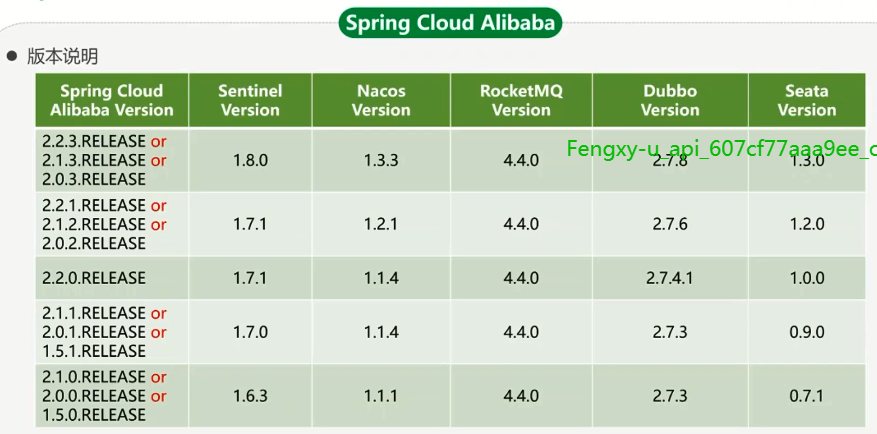 Spring Cloud Alibaba
● 版本说明
Spring Cloud Alibaba Version Sentinel Version Nacos Version RocketMQ Version Dubbo Version Seata Version
2.2.3.RELEASE or
2.1.3.RELEASE or
2.0.3.RELEASE
1.8.0 1.3.3 4.4.0 2.7.8 1.3.0
Fengxy-u_api_607cf77aaa9ee_c
2.2.1.RELEASE or
2.1.2.RELEASE or
2.0.2.RELEASE
1.7.1 1.2.1 4.4.0 2.7.6 1.2.0
2.2.0.RELEASE 1.7.1 1.1.4 4.4.0 2.7.4.1 1.0.0
2.1.1.RELEASE or
2.0.1.RELEASE or
1.5.1.RELEASE
1.7.0 1.1.4 4.4.0 2.7.3 0.9.0
2.1.0.RELEASE or
2.0.0.RELEASE or
1.5.0.RELEASE
1.6.3 1.1.1 4.4.0 2.7.3 0.7.1